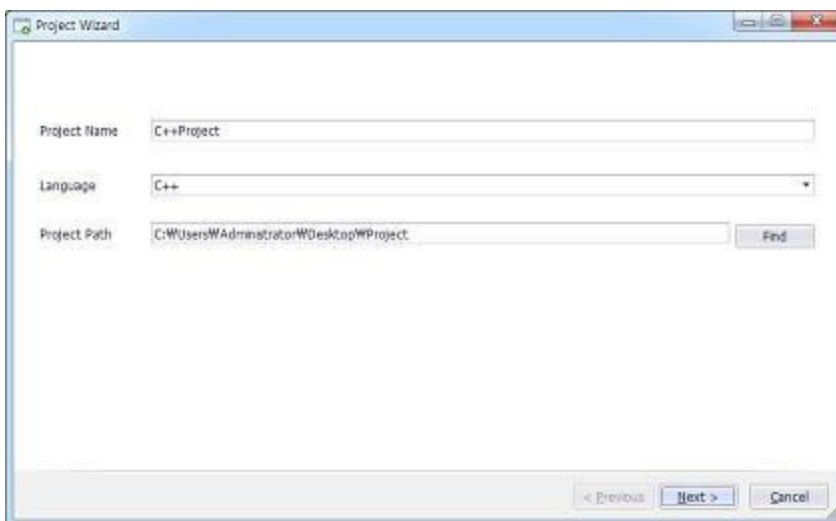 Project Wizard
Project Name C++Project
Language C++
Project Path C:₩Users₩Administrator₩Desktop₩Project Find
< Previous Next > Cancel